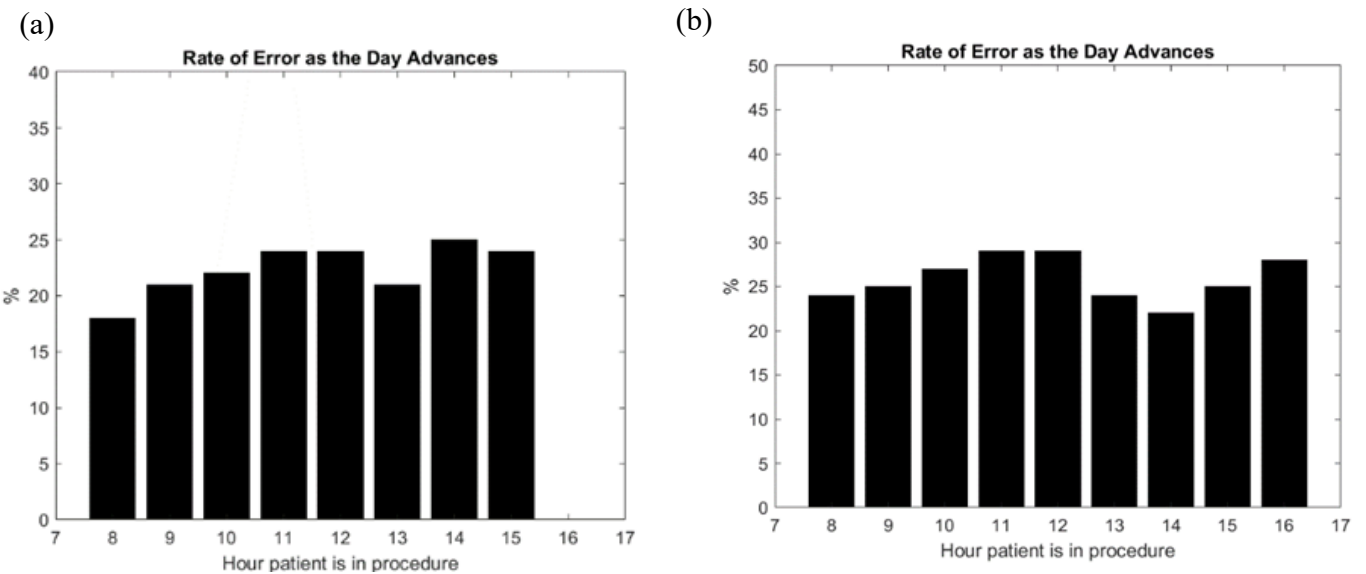 (a)
Rate of Error as the Day Advances
40
35
30
25
20
15
10
5
0
%
7 8 9 10 11 12 13 14 15 16 17
Hour patient is in procedure
(b)
Rate of Error as the Day Advances
50
45
40
35
30
25
20
15
10
5
0
%
7 8 9 10 11 12 13 14 15 16 17
Hour patient is in procedure